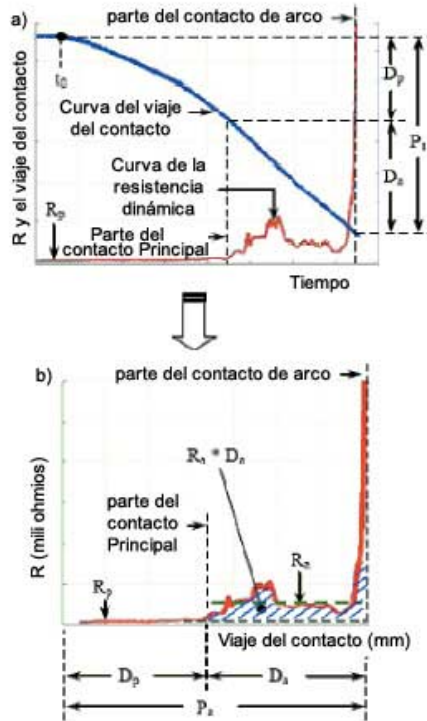 a)
parte del contacto de arco
t0
Curva del viaje
del contacto
Dp
Pa
Da
Curva de la
resistencia
dinámica
Rp
Parte del
contacto Principal
R y el viaje del contacto
Tiempo
b)
parte del contacto de arco
Ra * Da
parte del
contacto
Principal
Rp
Ra
R (mili ohmios)
Viaje del contacto (mm)
Dp
Da
Pa